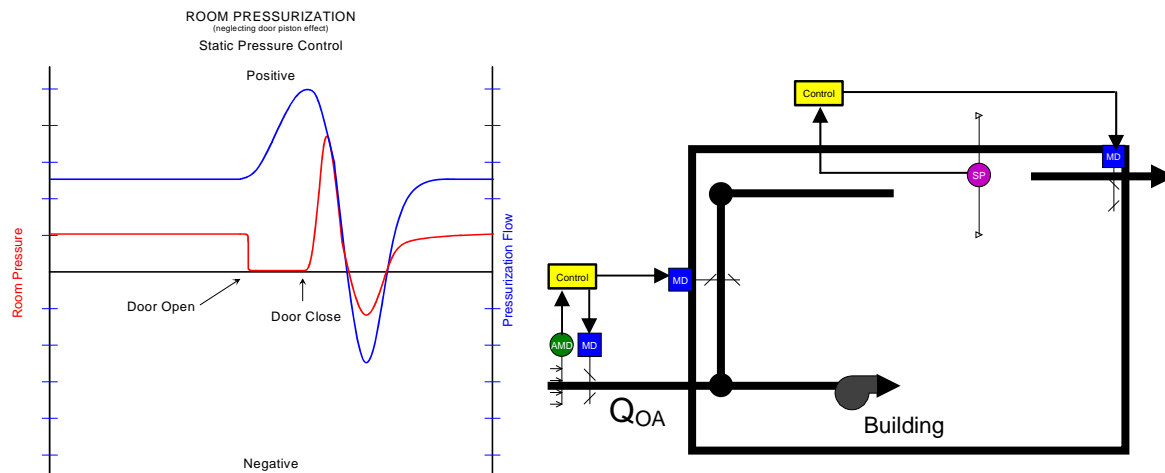 ROOM PRESSURIZATION
(neglecting door piston effect)
Static Pressure Control
Positive
Room Pressure
Pressurization Flow
Door Open
Door Close
Negative
Control
MD
SP
Control
MD
AMD
MD
QOA
Building